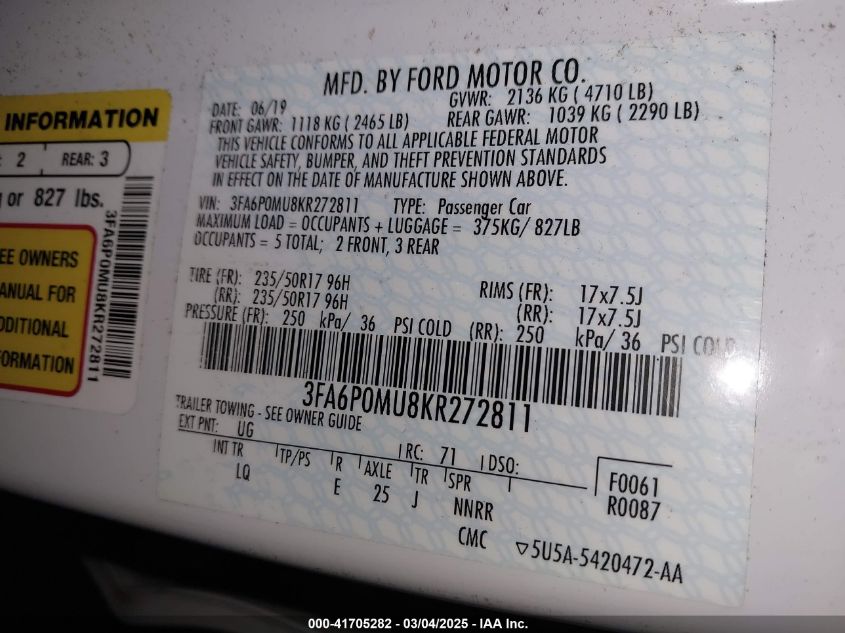 INFORMATION
2 REAR: 3
or 827 lbs.
EE OWNERS
ANUAL FOR
DDITIONAL
FORMATION
3FA6P0MU8KR272811
MFD. BY FORD MOTOR CO.
DATE: 06/19 GVWR: 2136 KG ( 4710 LB)
FRONT GAWR: 1118 KG ( 2465 LB) REAR GAWR: 1039 KG ( 2290 LB)
THIS VEHICLE CONFORMS TO ALL APPLICABLE FEDERAL MOTOR
VEHICLE SAFETY, BUMPER, AND THEFT PREVENTION STANDARDS
IN EFFECT ON THE DATE OF MANUFACTURE SHOWN ABOVE.
VIN: 3FA6P0MU8KR272811 TYPE: Passenger Car
MAXIMUM LOAD = OCCUPANTS + LUGGAGE = 375KG/ 827LB
OCCUPANTS = 5 TOTAL; 2 FRONT, 3 REAR
TIRE (FR): 235/50R17 96H RIMS (FR): 17x7.5J
(RR): 235/50R17 96H (RR): 17x7.5J
PRESSURE (FR): 250 kPa/ 36 PSI COLD (RR): 250 kPa/ 36 PSI COLD
3FA6P0MU8KR272811
TRAILER TOWING - SEE OWNER GUIDE
EXT PNT: UG RC: 71 DSO:
INT TR TP/PS R AXLE TR SPR F0061
LQ E 25 J NNRR R0087
CMC ▽5U5A-5420472-AA
000-41705282 - 03/04/2025 - IAA Inc.